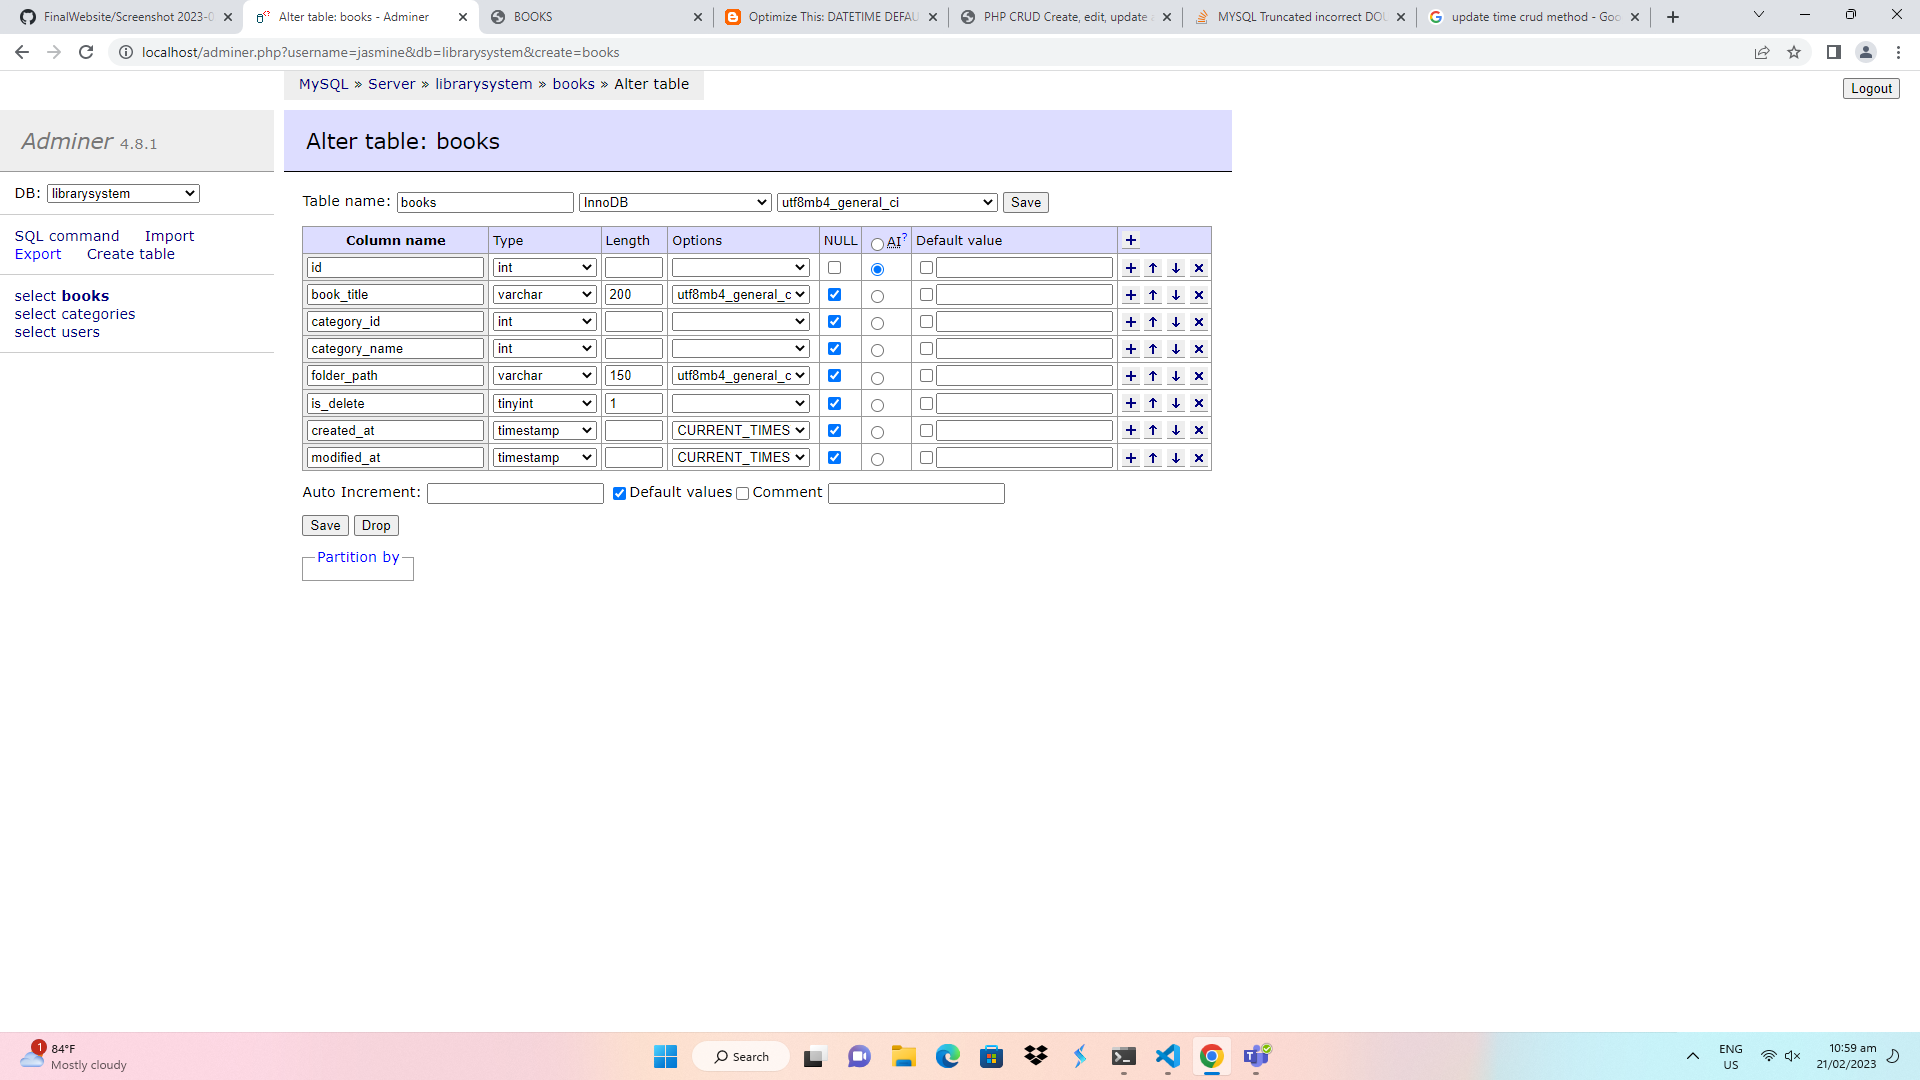 FinalWebsite/Screenshot 2023-0
Alter table: books - Adminer
BOOKS
Optimize This: DATETIME DEFAU
PHP CRUD Create, edit, update a
MYSQL Truncated incorrect DOU
update time crud method - Goo
localhost/adminer.php?username=jasmine&db=librarysystem&create=books
MySQL » Server » librarysystem » books » Alter table
Logout
Adminer 4.8.1
Alter table: books
DB: librarysystem
SQL command Import
Export Create table
select books
select categories
select users
Table name: books InnoDB utf8mb4_general_ci Save
Column name Type Length Options NULL AI? Default value +
id int
book_title varchar 200 utf8mb4_general_c
category_id int
category_name int
folder_path varchar 150 utf8mb4_general_c
is_delete tinyint 1
created_at timestamp CURRENT_TIMES
modified_at timestamp CURRENT_TIMES
Auto Increment: Default values Comment
Save Drop
Partition by
1
84°F
Mostly cloudy
Search
ENG
US
10:59 am
21/02/2023